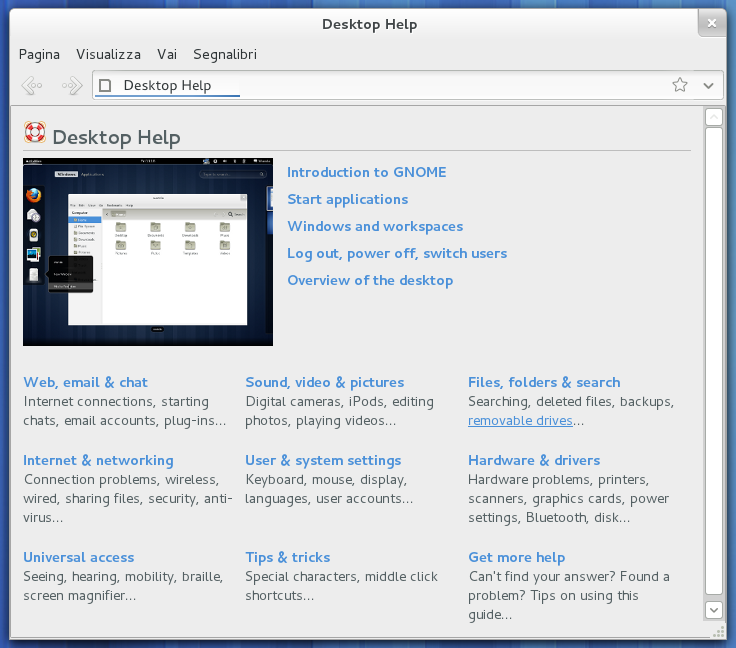 Desktop Help
Pagina Visualizza Vai Segnalibri
Desktop Help
Desktop Help
Introduction to GNOME
Start applications
Windows and workspaces
Log out, power off, switch users
Overview of the desktop
Web, email & chat
Internet connections, starting
chats, email accounts, plug-ins...
Sound, video & pictures
Digital cameras, iPods, editing
photos, playing videos...
Files, folders & search
Searching, deleted files, backups,
removable drives...
Internet & networking
Connection problems, wireless,
wired, sharing files, security, anti-
virus...
User & system settings
Keyboard, mouse, display,
languages, user accounts...
Hardware & drivers
Hardware problems, printers,
scanners, graphics cards, power
settings, Bluetooth, disk...
Universal access
Seeing, hearing, mobility, braille,
screen magnifier...
Tips & tricks
Special characters, middle click
shortcuts...
Get more help
Can't find your answer? Found a
problem? Tips on using this
guide...